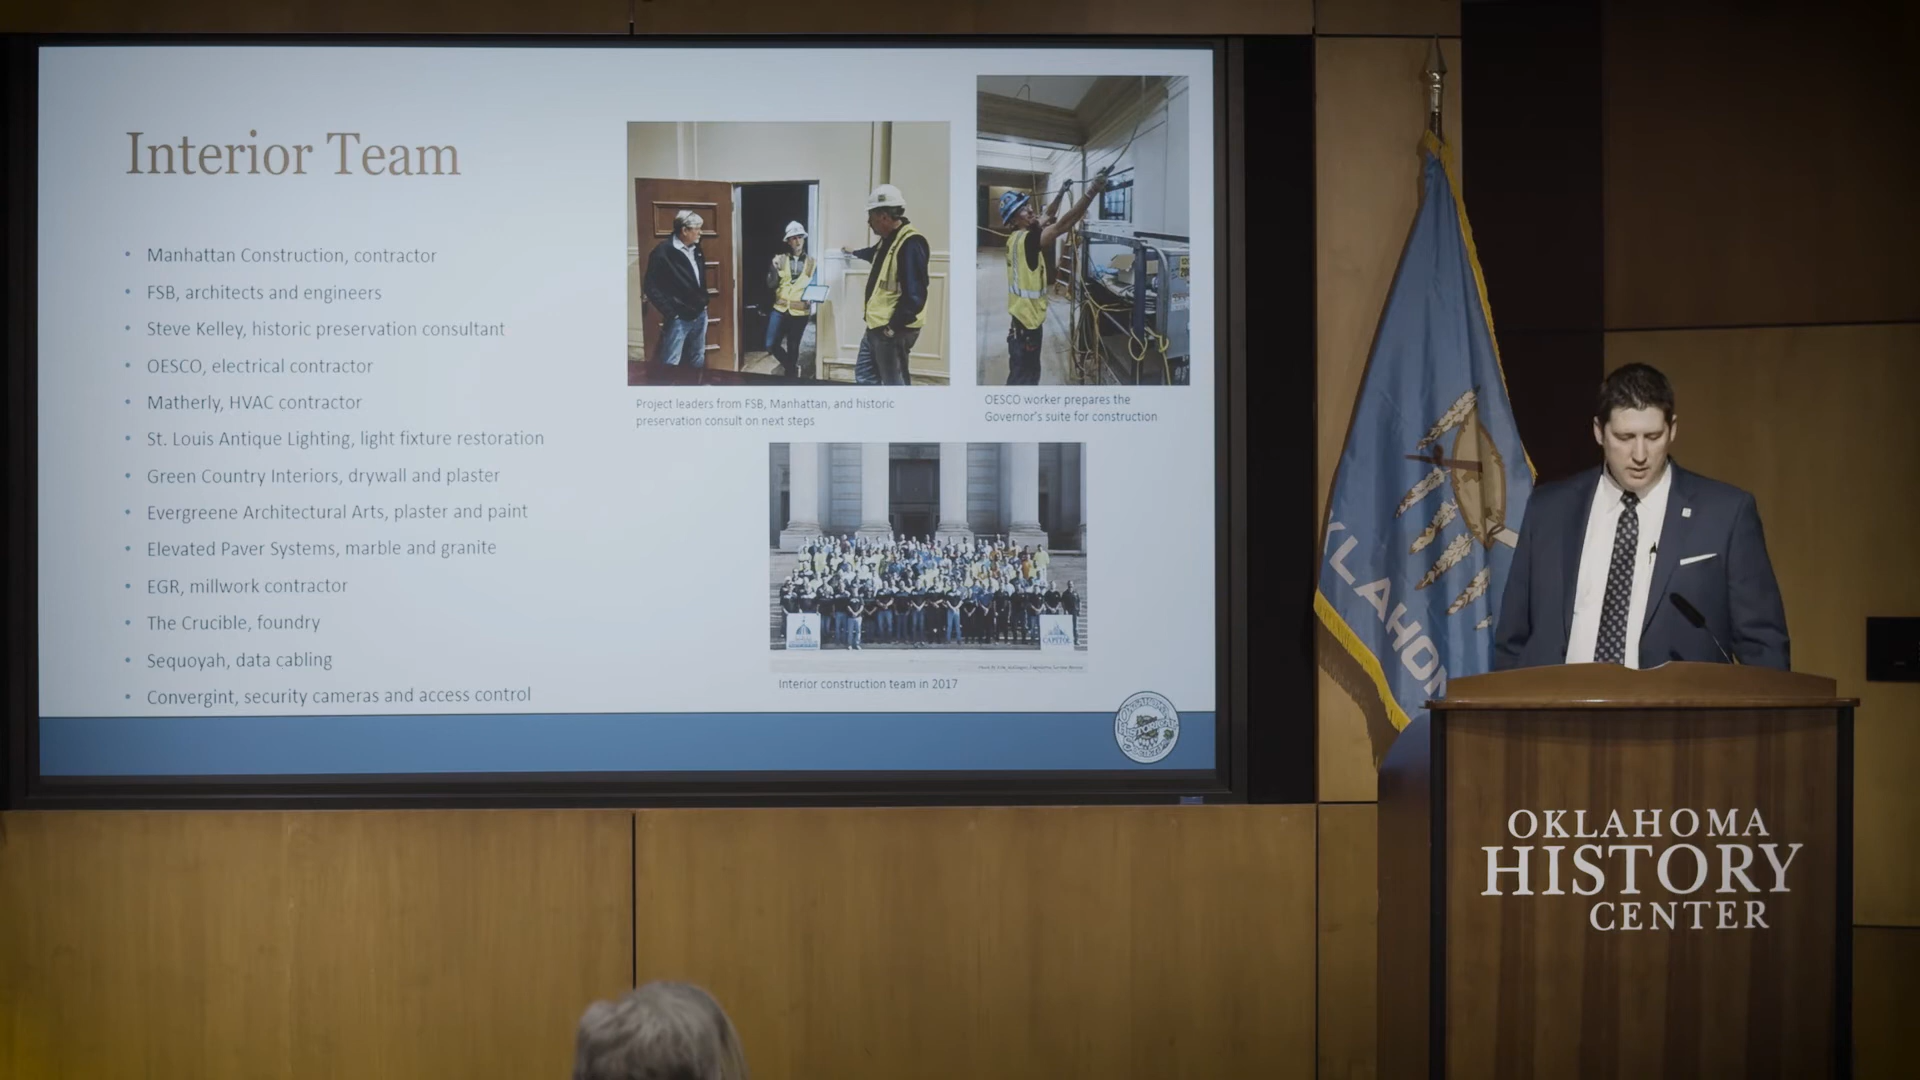 Interior Team
• Manhattan Construction, contractor
• FSB, architects and engineers
• Steve Kelley, historic preservation consultant
• OESCO, electrical contractor
• Matherly, HVAC contractor
• St. Louis Antique Lighting, light fixture restoration
• Green Country Interiors, drywall and plaster
• Evergreene Architectural Arts, plaster and paint
• Elevated Paver Systems, marble and granite
• EGR, millwork contractor
• The Crucible, foundry
• Sequoyah, data cabling
• Convergint, security cameras and access control
Project leaders from FSB, Manhattan, and historic
preservation consult on next steps
OESCO worker prepares the
Governor's suite for construction
CAPITOL
Interior construction team in 2017
KLAHOM
OKLAHOMA
HISTORY
CENTER